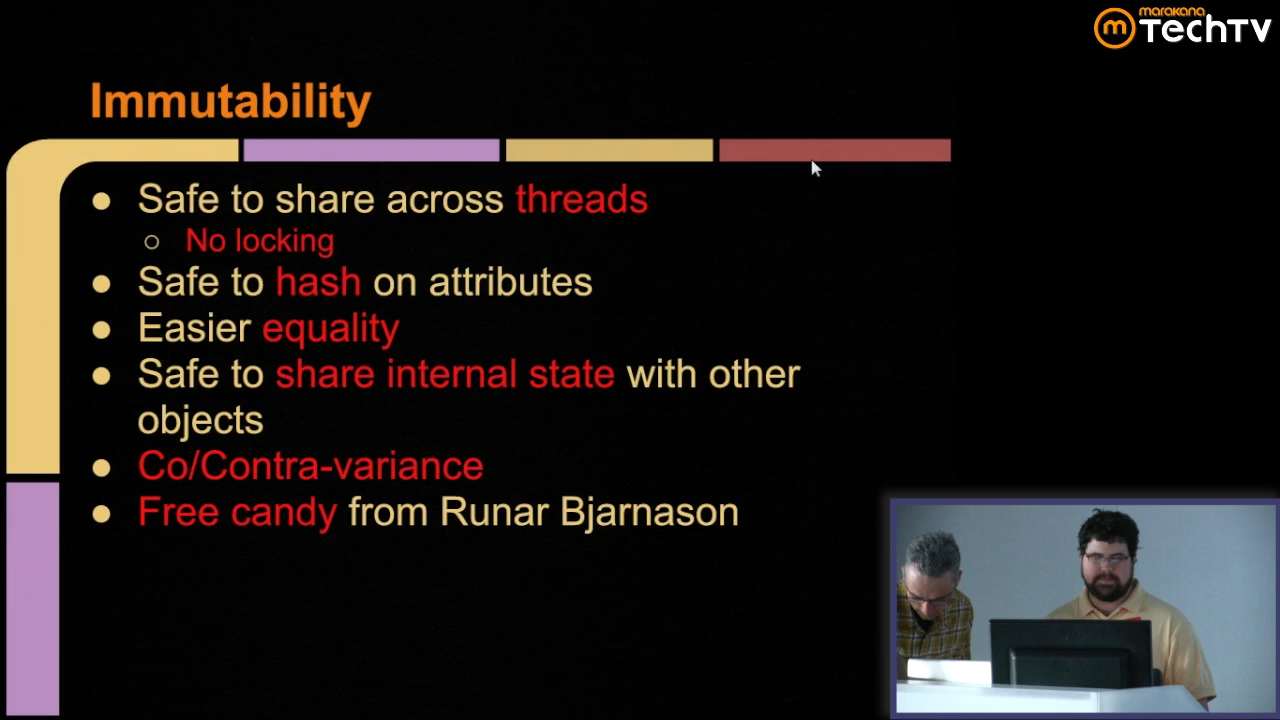 marakana
TechTV
Immutability
● Safe to share across threads
○ No locking
● Safe to hash on attributes
● Easier equality
● Safe to share internal state with other
objects
● Co/Contra-variance
● Free candy from Runar Bjarnason